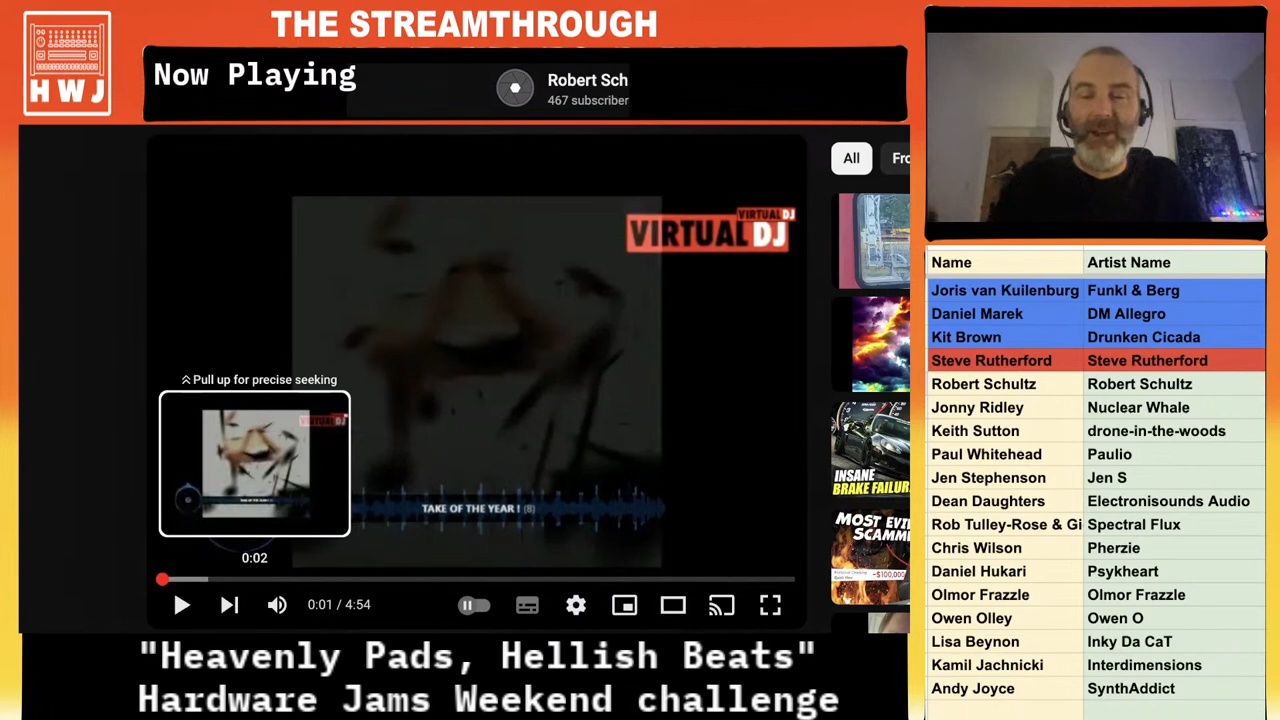 THE STREAMTHROUGH
HWJ
Now Playing
Robert Sch
467 subscriber
All
Fro
VIRTUAL DJ
VIRTUAL DJ
Pull up for precise seeking
TAKE OF THE YEAR ! (8)
0:02
0:01 / 4:54
INSANE
BRAKE FAILUR
MOST EVI
SCAMME
-$100,000
"Heavenly Pads, Hellish Beats"
Hardware Jams Weekend challenge
Name Artist Name
Joris van Kuilenburg Funkl & Berg
Daniel Marek DM Allegro
Kit Brown Drunken Cicada
Steve Rutherford Steve Rutherford
Robert Schultz Robert Schultz
Jonny Ridley Nuclear Whale
Keith Sutton drone-in-the-woods
Paul Whitehead Paulio
Jen Stephenson Jen S
Dean Daughters Electronisounds Audio
Rob Tulley-Rose & Gi Spectral Flux
Chris Wilson Pherzie
Daniel Hukari Psykheart
Olmor Frazzle Olmor Frazzle
Owen Olley Owen O
Lisa Beynon Inky Da CaT
Kamil Jachnicki Interdimensions
Andy Joyce SynthAddict